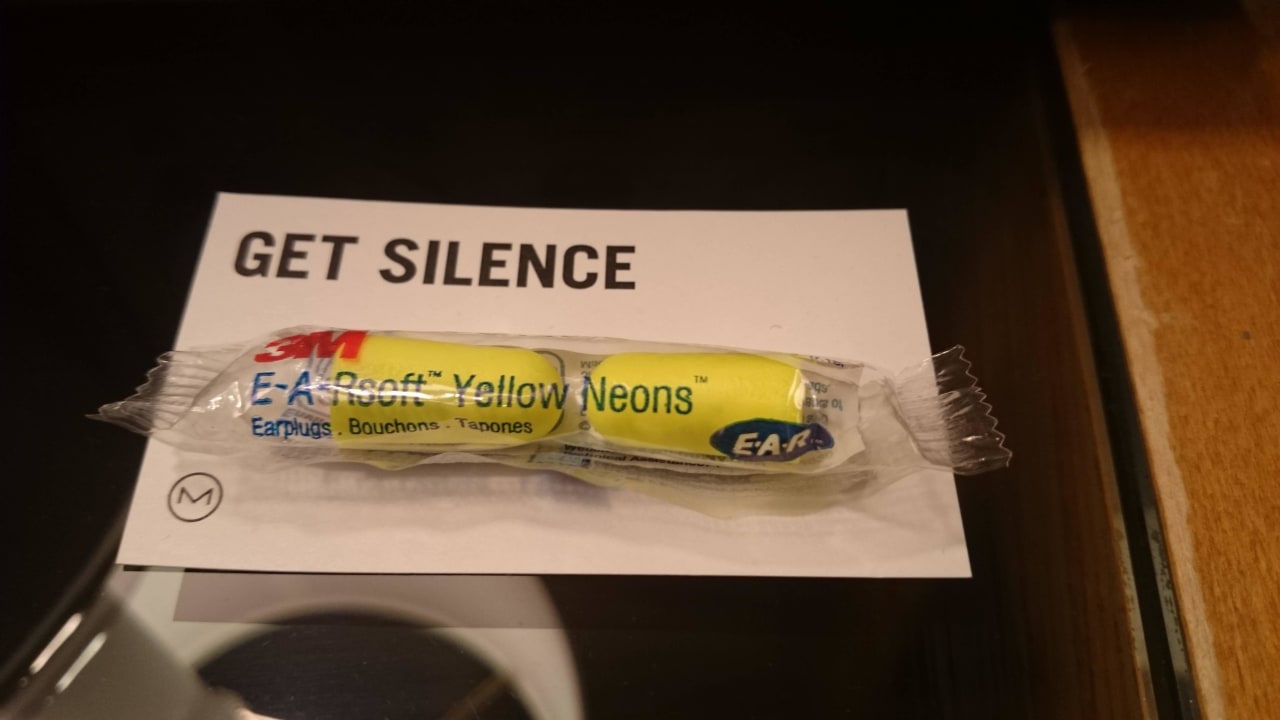 GET SILENCE
3M
E-A-Rsoft™ Yellow Neons™
Earplugs . Bouchons . Tapones
E·A·R
M